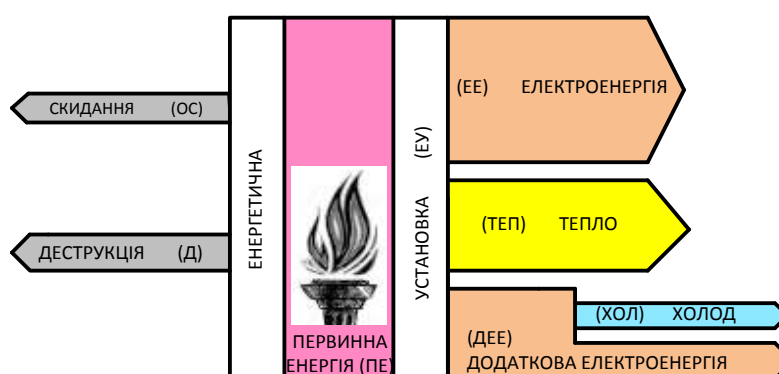 СКИДАННЯ (ОС)
ДЕСТРУКЦІЯ (Д)
ЕНЕРГЕТИЧНА
ПЕРВИННА
ЕНЕРГІЯ (ПЕ)
УСТАНОВКА (ЕУ)
(ЕЕ) ЕЛЕКТРОЕНЕРГІЯ
(ТЕП) ТЕПЛО
(ХОЛ) ХОЛОД
(ДЕЕ)
ДОДАТКОВА ЕЛЕКТРОЕНЕРГІЯ